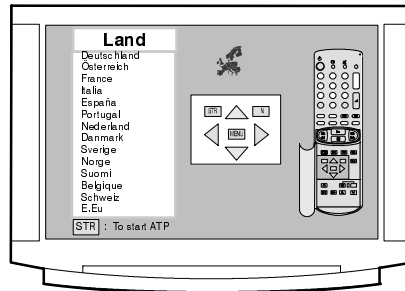 Land
Deutschland
Österreich
France
Italia
España
Portugal
Nederland
Danmark
Sverige
Norge
Suomi
Belgique
Schweiz
E.Eu
STR : To start ATP
STR N
MENU